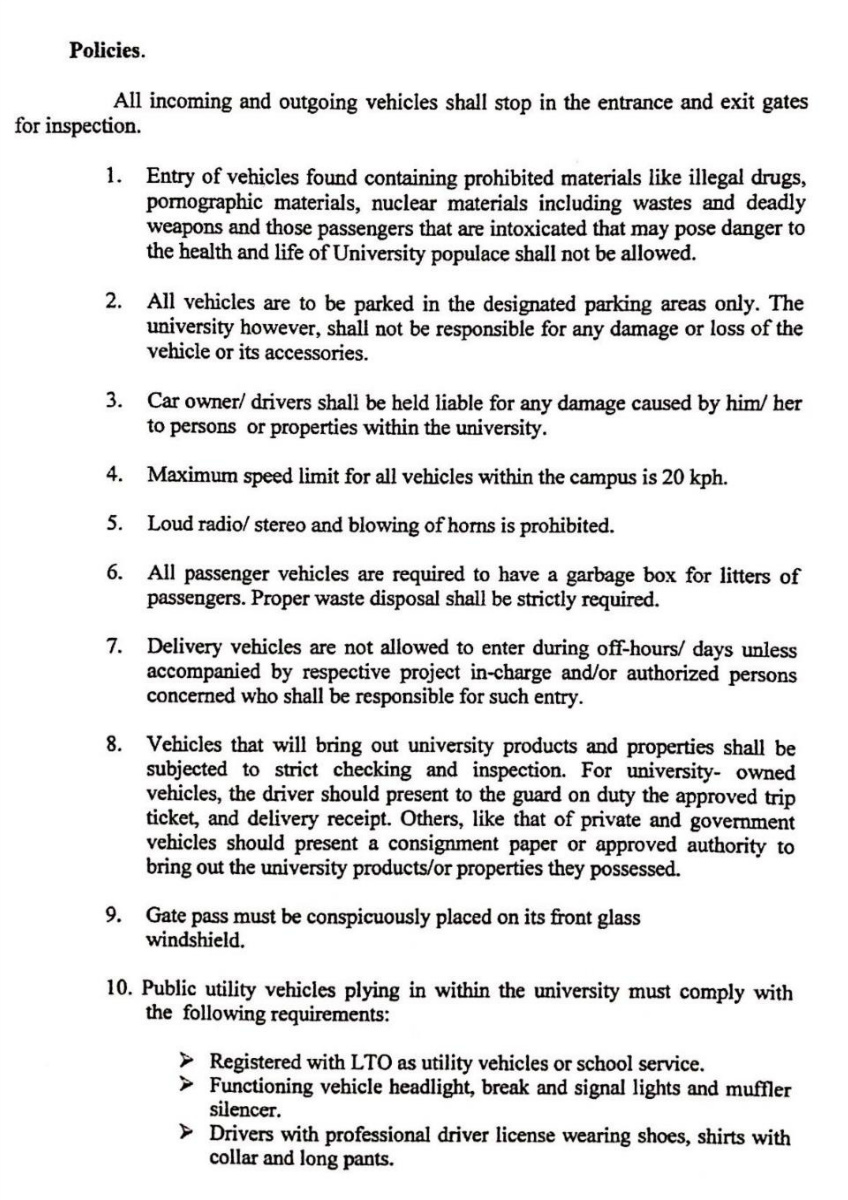 Policies.
All incoming and outgoing vehicles shall stop in the entrance and exit gates
for inspection.
1. Entry of vehicles found containing prohibited materials like illegal drugs,
pornographic materials, nuclear materials including wastes and deadly
weapons and those passengers that are intoxicated that may pose danger to
the health and life of University populace shall not be allowed.
2. All vehicles are to be parked in the designated parking areas only. The
university however, shall not be responsible for any damage or loss of the
vehicle or its accessories.
3. Car owner/ drivers shall be held liable for any damage caused by him/ her
to persons or properties within the university.
4. Maximum speed limit for all vehicles within the campus is 20 kph.
5. Loud radio/ stereo and blowing of horns is prohibited.
6. All passenger vehicles are required to have a garbage box for litters of
passengers. Proper waste disposal shall be strictly required.
7. Delivery vehicles are not allowed to enter during off-hours/ days unless
accompanied by respective project in-charge and/or authorized persons
concerned who shall be responsible for such entry.
8. Vehicles that will bring out university products and properties shall be
subjected to strict checking and inspection. For university- owned
vehicles, the driver should present to the guard on duty the approved trip
ticket, and delivery receipt. Others, like that of private and government
vehicles should present a consignment paper or approved authority to
bring out the university products/or properties they possessed.
9. Gate pass must be conspicuously placed on its front glass
windshield.
10. Public utility vehicles plying in within the university must comply with
the following requirements:
➢ Registered with LTO as utility vehicles or school service.
➢ Functioning vehicle headlight, break and signal lights and muffler
silencer.
➢ Drivers with professional driver license wearing shoes, shirts with
collar and long pants.